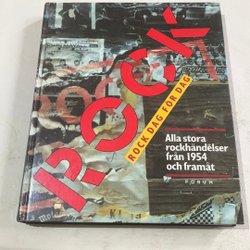 ROCK
ROCK DAG FÖR DAG
Alla stora
rockhändelser
från 1954
och framåt
FORUM